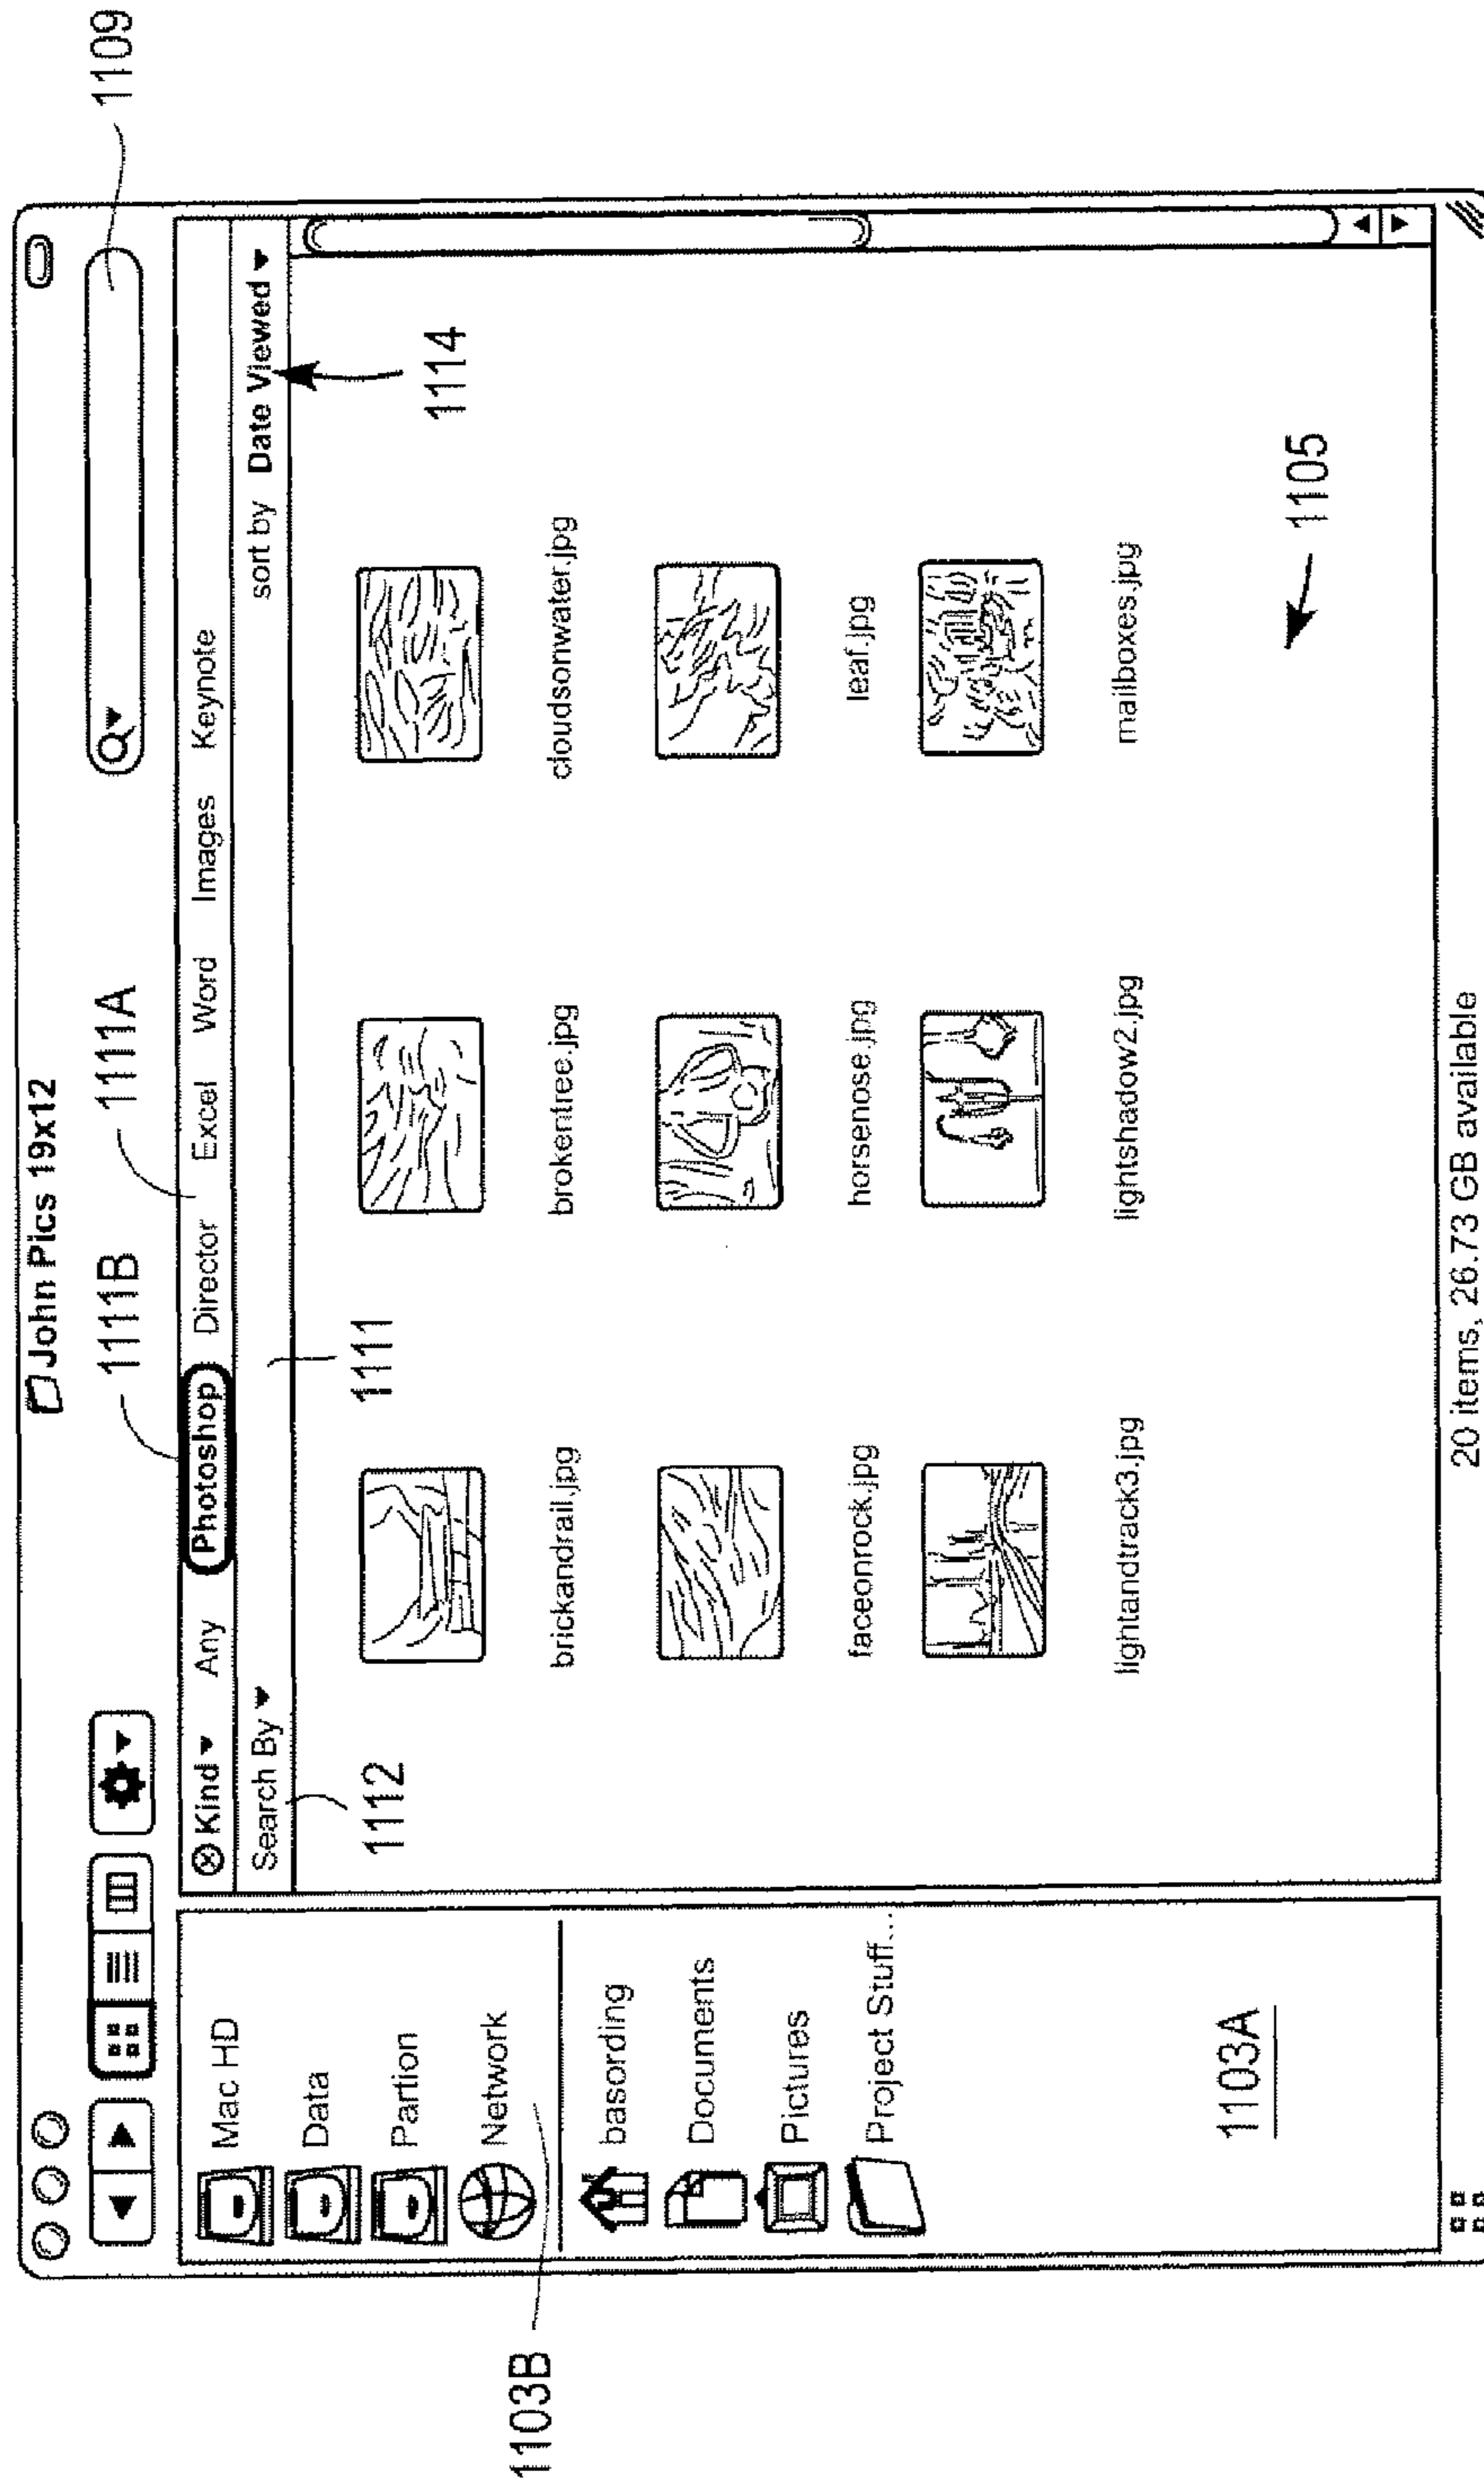 John Pics 19x12
1111B
1111A
1109
Kind Any Photoshop Director Excel Word Images Keynote
Search By sort by Date Viewed
1112
1111
1114
Mac HD
Data
Partion
Network
1103B
basording
Documents
Pictures
Project Stuff...
1103A
brickandrail.jpg brokentree.jpg cloudsonwater.jpg
faceonrock.jpg horsenose.jpg leaf.jpg
lightandtrack3.jpg lightshadow2.jpg mailboxes.jpg
1105
20 items, 26.73 GB available